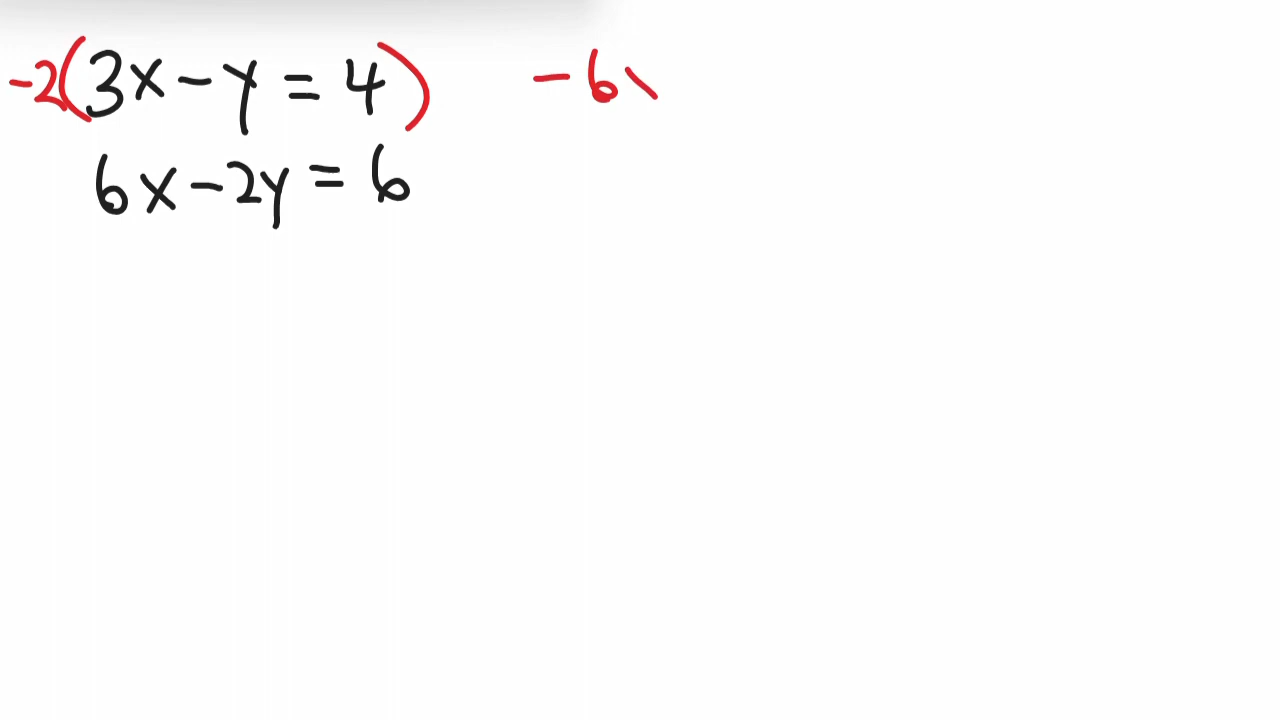 -2(3x - y = 4) -6
6x - 2y = 6